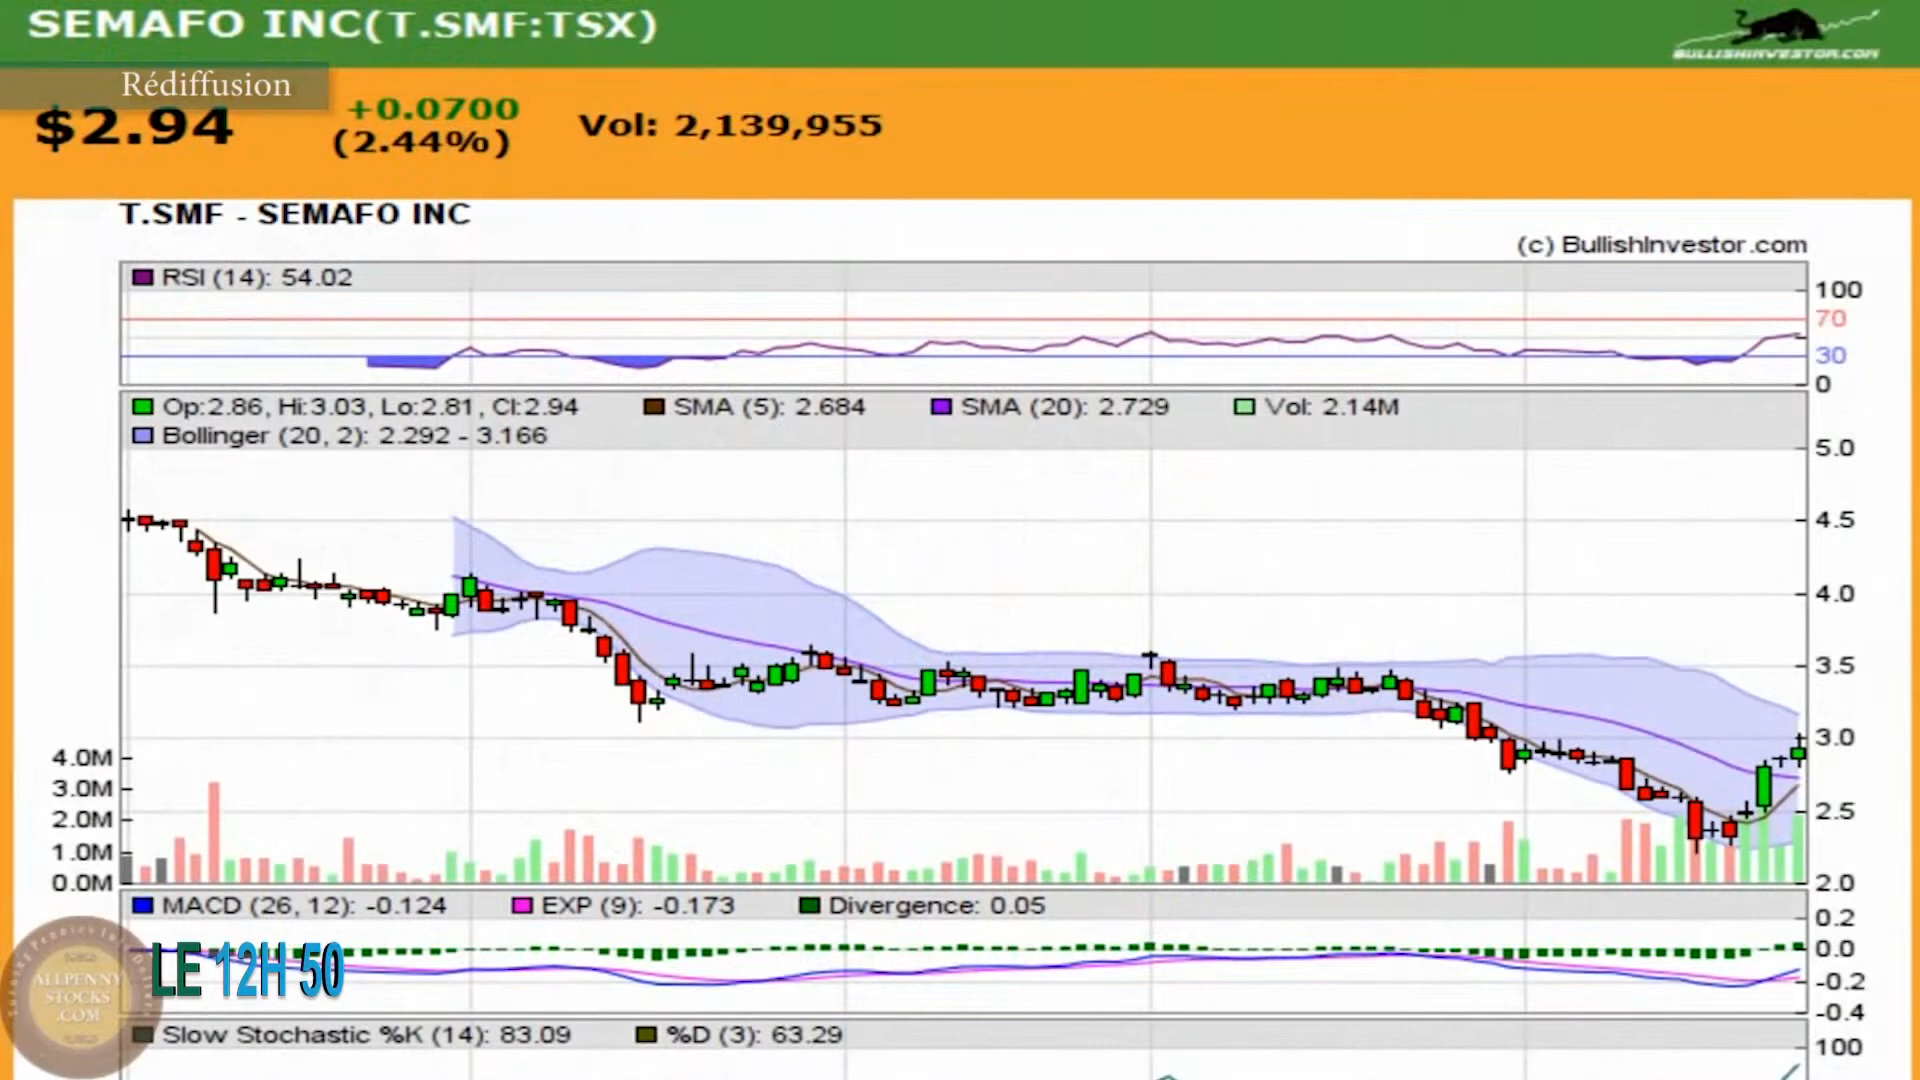 SEMAFO INC(T.SMF:TSX)
BULLISHINVESTOR.COM
Rédiffusion
$2.94
+0.0700
(2.44%)
Vol: 2,139,955
T.SMF - SEMAFO INC
(c) BullishInvestor.com
RSI (14): 54.02
100
70
30
0
Op:2.86, Hi:3.03, Lo:2.81, Cl:2.94 SMA (5): 2.684 SMA (20): 2.729 Vol: 2.14M
Bollinger (20, 2): 2.292 - 3.166
5.0
4.5
4.0
3.5
3.0
2.5
2.0
4.0M
3.0M
2.0M
1.0M
0.0M
MACD (26, 12): -0.124 EXP (9): -0.173 Divergence: 0.05
0.2
0.0
-0.2
-0.4
ALLPENNY
STOCKS
.COM
LE 12H 50
Slow Stochastic %K (14): 83.09 %D (3): 63.29
100